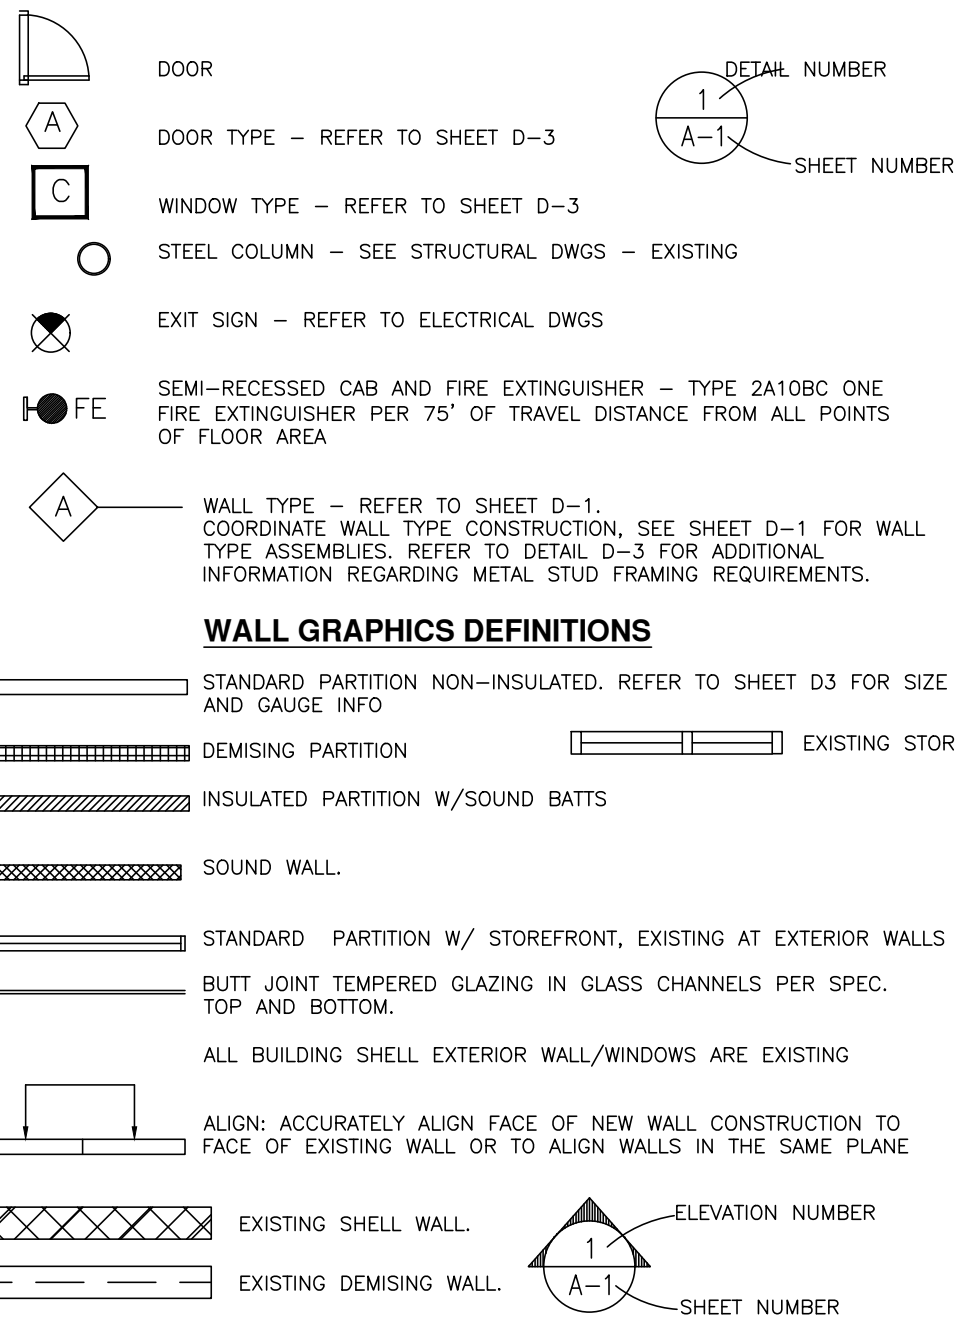 DOOR
DETAIL NUMBER
1
A-1
SHEET NUMBER
A
DOOR TYPE – REFER TO SHEET D-3
C
WINDOW TYPE – REFER TO SHEET D-3
STEEL COLUMN – SEE STRUCTURAL DWGS – EXISTING
EXIT SIGN – REFER TO ELECTRICAL DWGS
FE
SEMI-RECESSED CAB AND FIRE EXTINGUISHER – TYPE 2A10BC ONE
FIRE EXTINGUISHER PER 75' OF TRAVEL DISTANCE FROM ALL POINTS
OF FLOOR AREA
A
WALL TYPE – REFER TO SHEET D-1.
COORDINATE WALL TYPE CONSTRUCTION, SEE SHEET D-1 FOR WALL
TYPE ASSEMBLIES. REFER TO DETAIL D-3 FOR ADDITIONAL
INFORMATION REGARDING METAL STUD FRAMING REQUIREMENTS.
WALL GRAPHICS DEFINITIONS
STANDARD PARTITION NON-INSULATED. REFER TO SHEET D3 FOR SIZE
AND GAUGE INFO
DEMISING PARTITION
EXISTING STOR
INSULATED PARTITION W/SOUND BATTS
SOUND WALL.
STANDARD PARTITION W/ STOREFRONT, EXISTING AT EXTERIOR WALLS
BUTT JOINT TEMPERED GLAZING IN GLASS CHANNELS PER SPEC.
TOP AND BOTTOM.
ALL BUILDING SHELL EXTERIOR WALL/WINDOWS ARE EXISTING
ALIGN: ACCURATELY ALIGN FACE OF NEW WALL CONSTRUCTION TO
FACE OF EXISTING WALL OR TO ALIGN WALLS IN THE SAME PLANE
EXISTING SHELL WALL.
ELEVATION NUMBER
1
A-1
SHEET NUMBER
EXISTING DEMISING WALL.